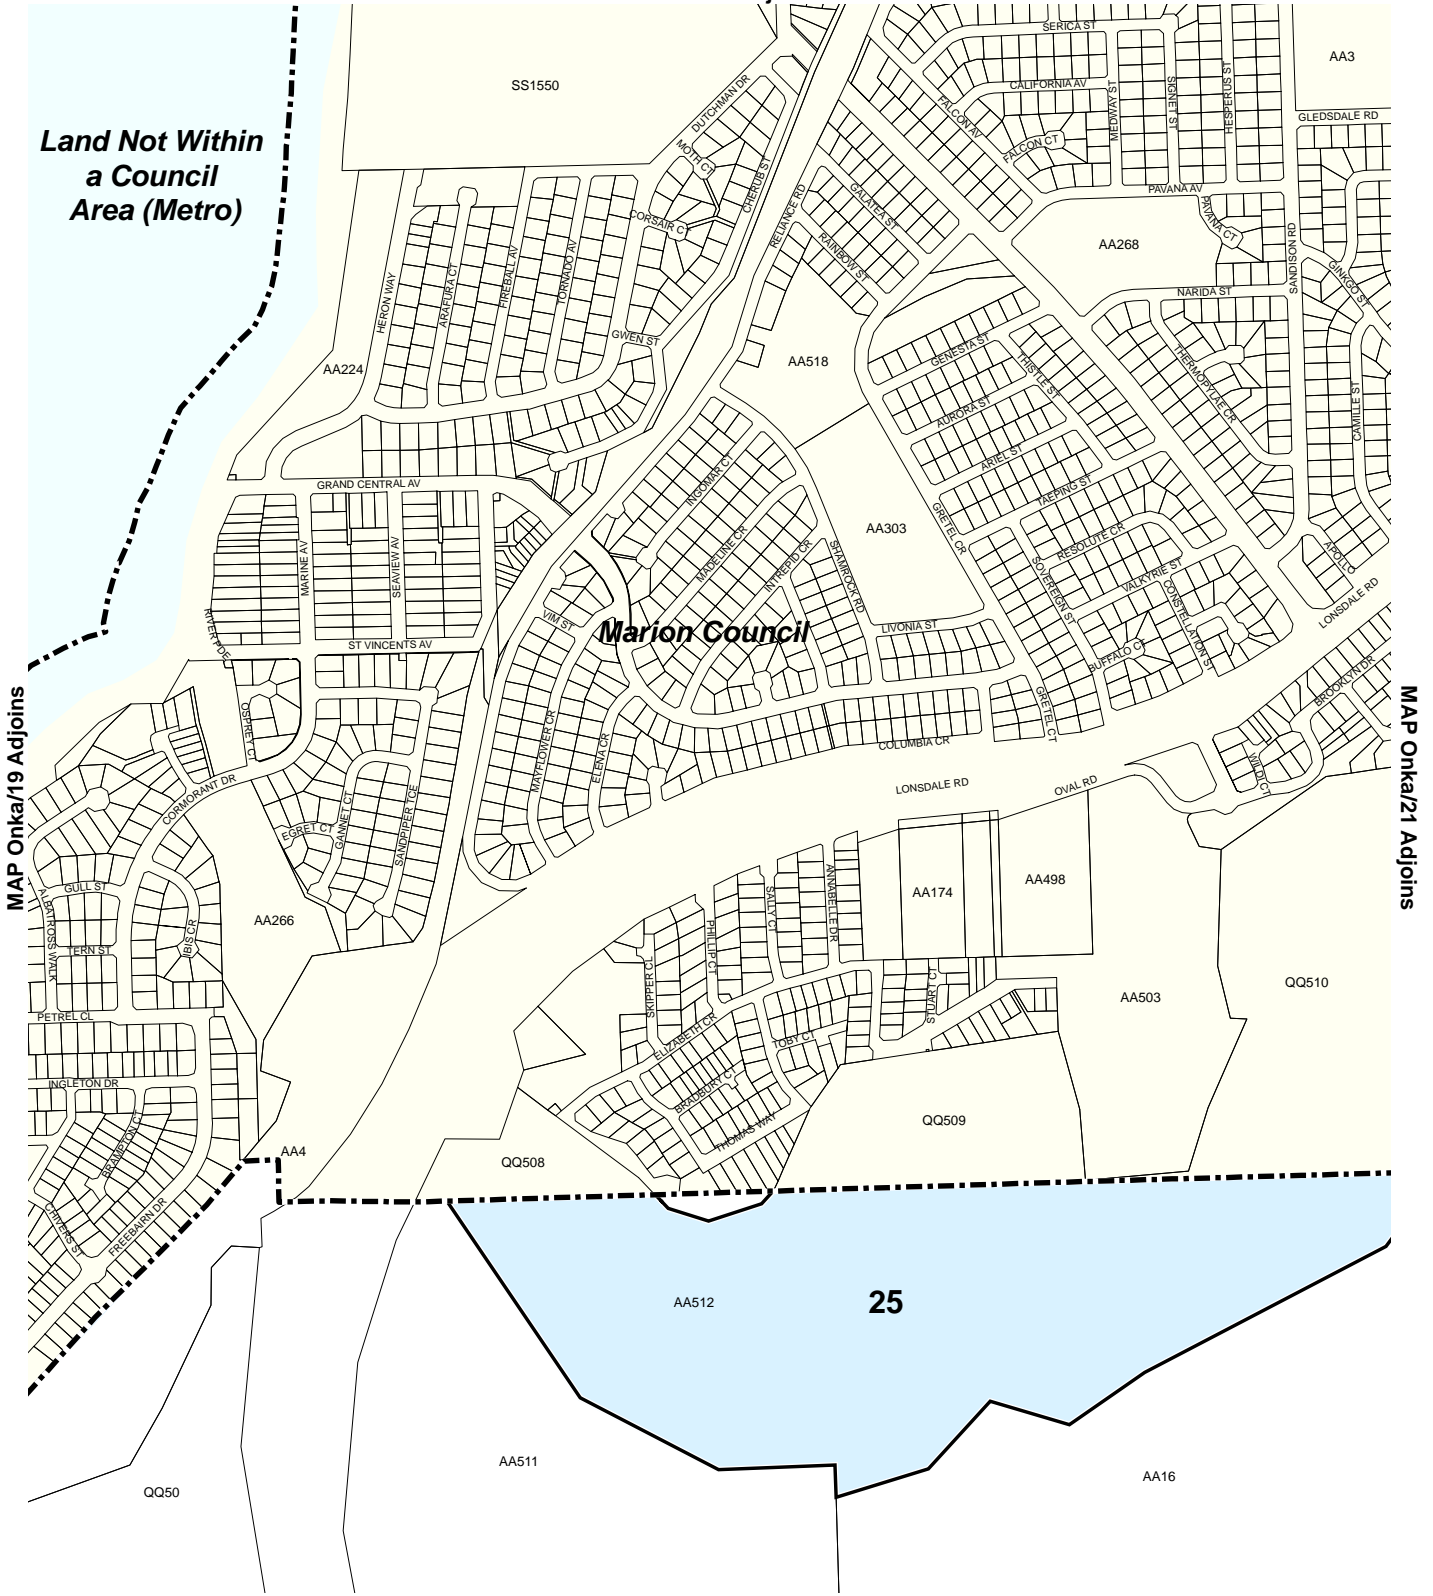 SERICA ST
AA3
SS1550
DUTCHMAN DR
CALIFORNIA AV
FALCON AV
MEDWAY ST
SIGNET ST
HESPERUS ST
GLEDSDALE RD
Land Not Within
a Council
Area (Metro)
MOTH CT
FALCON CT
CHERUB ST
PAVANA AV
RELIANCE RD
GALATEA ST
PAVANA CT
CORSAIR CT
RAINBOW ST
AA268
SANDISON RD
GINKGO ST
HERON WAY
ARAFURA CT
FIREBALL AV
TORNADO AV
NARIDA ST
GWEN ST
AA224
AA518
GENESTA ST
THISTLE ST
THERMOPYLAE CR
AURORA ST
CAMILLE ST
ARIEL ST
INGOMAR CT
TAEPING ST
GRAND CENTRAL AV
AA303
GRETEL CR
MARINE AV
SEAVIEW AV
MADELINE CR
INTREPID CR
SHAMROCK RD
RESOLUTE CR
APOLLO
SOVEREIGN ST
VALKYRIE ST
CONSTELLATION ST
LONSDALE RD
RIVER PDE
VIM ST
Marion Council
LIVONIA ST
ST VINCENTS AV
BUFFALO CT
BROOKLYN DR
MAP Onka/19 Adjoins
MAP Onka/21 Adjoins
OSPREY CT
MAYFLOWER CR
ELENA CR
GRETEL CT
COLUMBIA CR
WILDI CT
CORMORANT DR
LONSDALE RD
OVAL RD
EGRET CT
GANNET CT
SANDPIPER TCE
GULL ST
ALBATROSS WALK
AA266
IBIS CR
TERN ST
ANNABELLE DR
SALLY CT
AA174
AA498
PHILLIP CT
SKIPPER CL
STUART CT
AA503
QQ510
PETREL CL
ELIZABETH CR
TOBY CT
INGLETON DR
BRADBURY CT
THOMAS WAY
QQ509
BRAMPTON CT
AA4
QQ508
CHIVERS ST
FREEBAIRN DR
AA512
25
AA511
AA16
QQ50